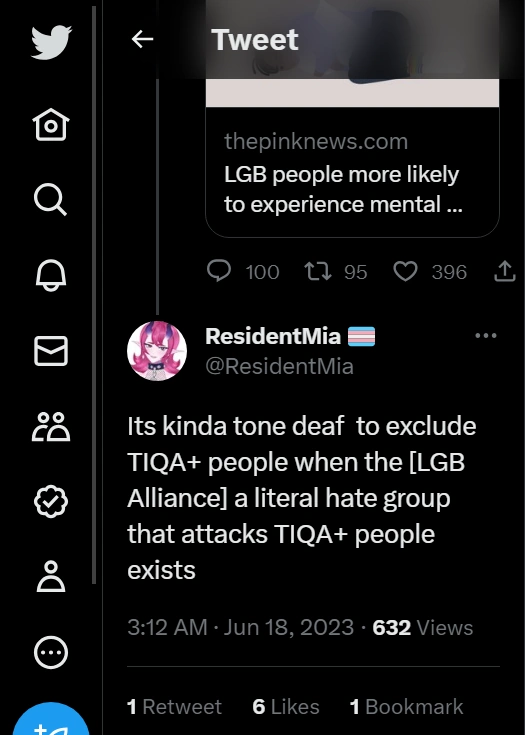 Tweet
thepinknews.com
LGB people more likely
to experience mental ...
100 95 396
ResidentMia
@ResidentMia
Its kinda tone deaf  to exclude
TIQA+ people when the [LGB
Alliance] a literal hate group
that attacks TIQA+ people
exists
3:12 AM · Jun 18, 2023 · 632 Views
1 Retweet 6 Likes 1 Bookmark